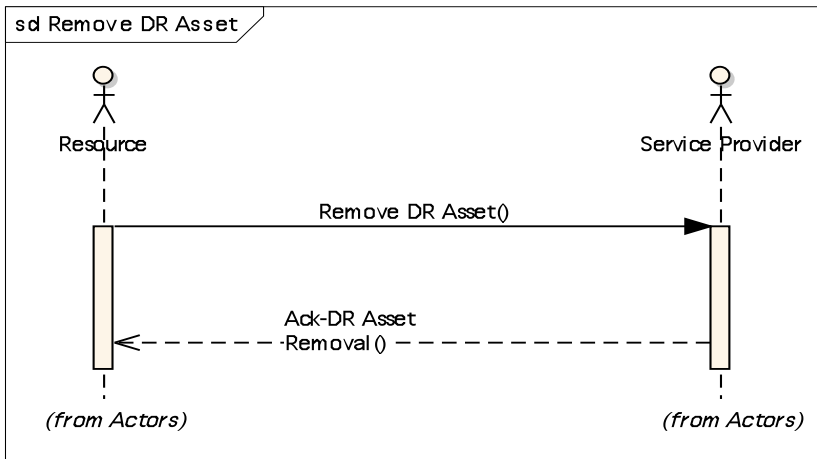 sd Remove DR Asset
Resource
Service Provider
Remove DR Asset()
Ack-DR Asset
Removal()
(from Actors)
(from Actors)